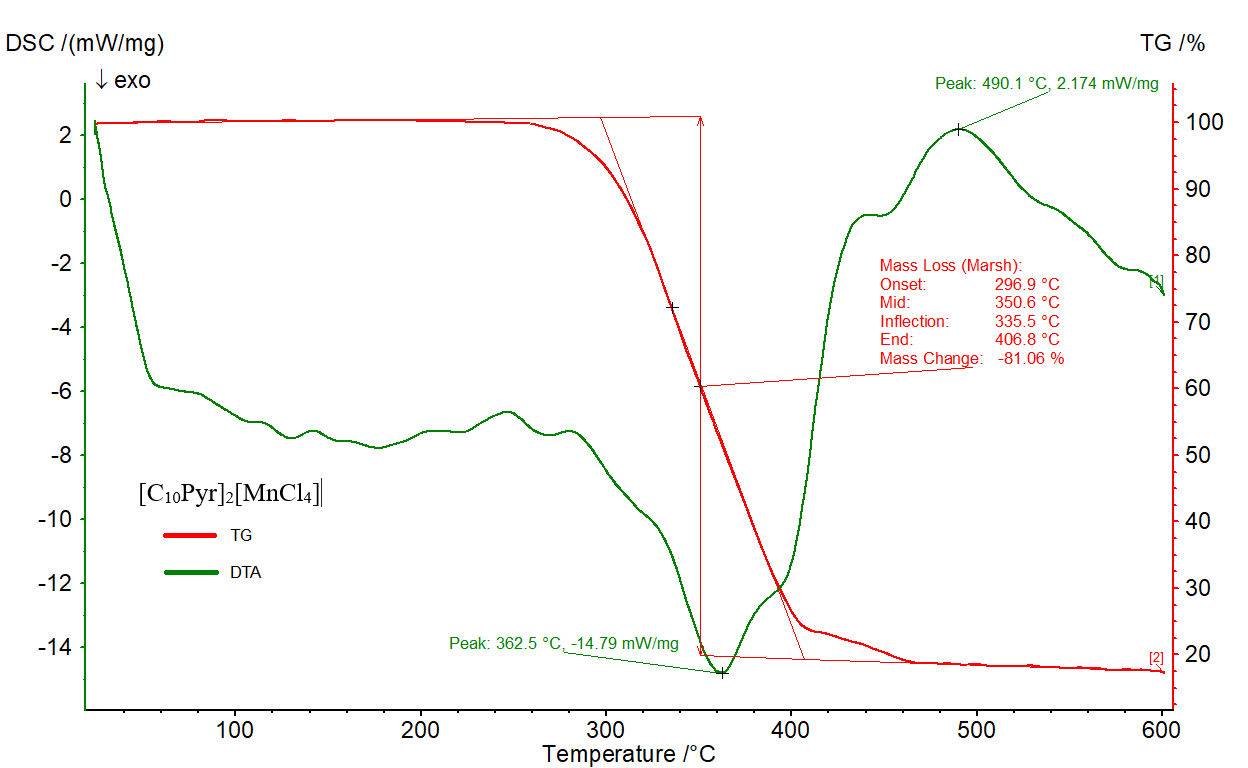 DSC /(mW/mg)
TG /%
↓ exo
Peak: 490.1 °C, 2.174 mW/mg
2
0
-2
-4
-6
-8
-10
-12
-14
100
90
80
70
60
50
40
30
20
Mass Loss (Marsh):
Onset: 296.9 °C
Mid: 350.6 °C
Inflection: 335.5 °C
End: 406.8 °C
Mass Change: -81.06 %
[1]
[C₁₀Pyr]₂[MnCl₄]
TG
DTA
Peak: 362.5 °C, -14.79 mW/mg
[2]
100
200
300
400
500
600
Temperature /°C